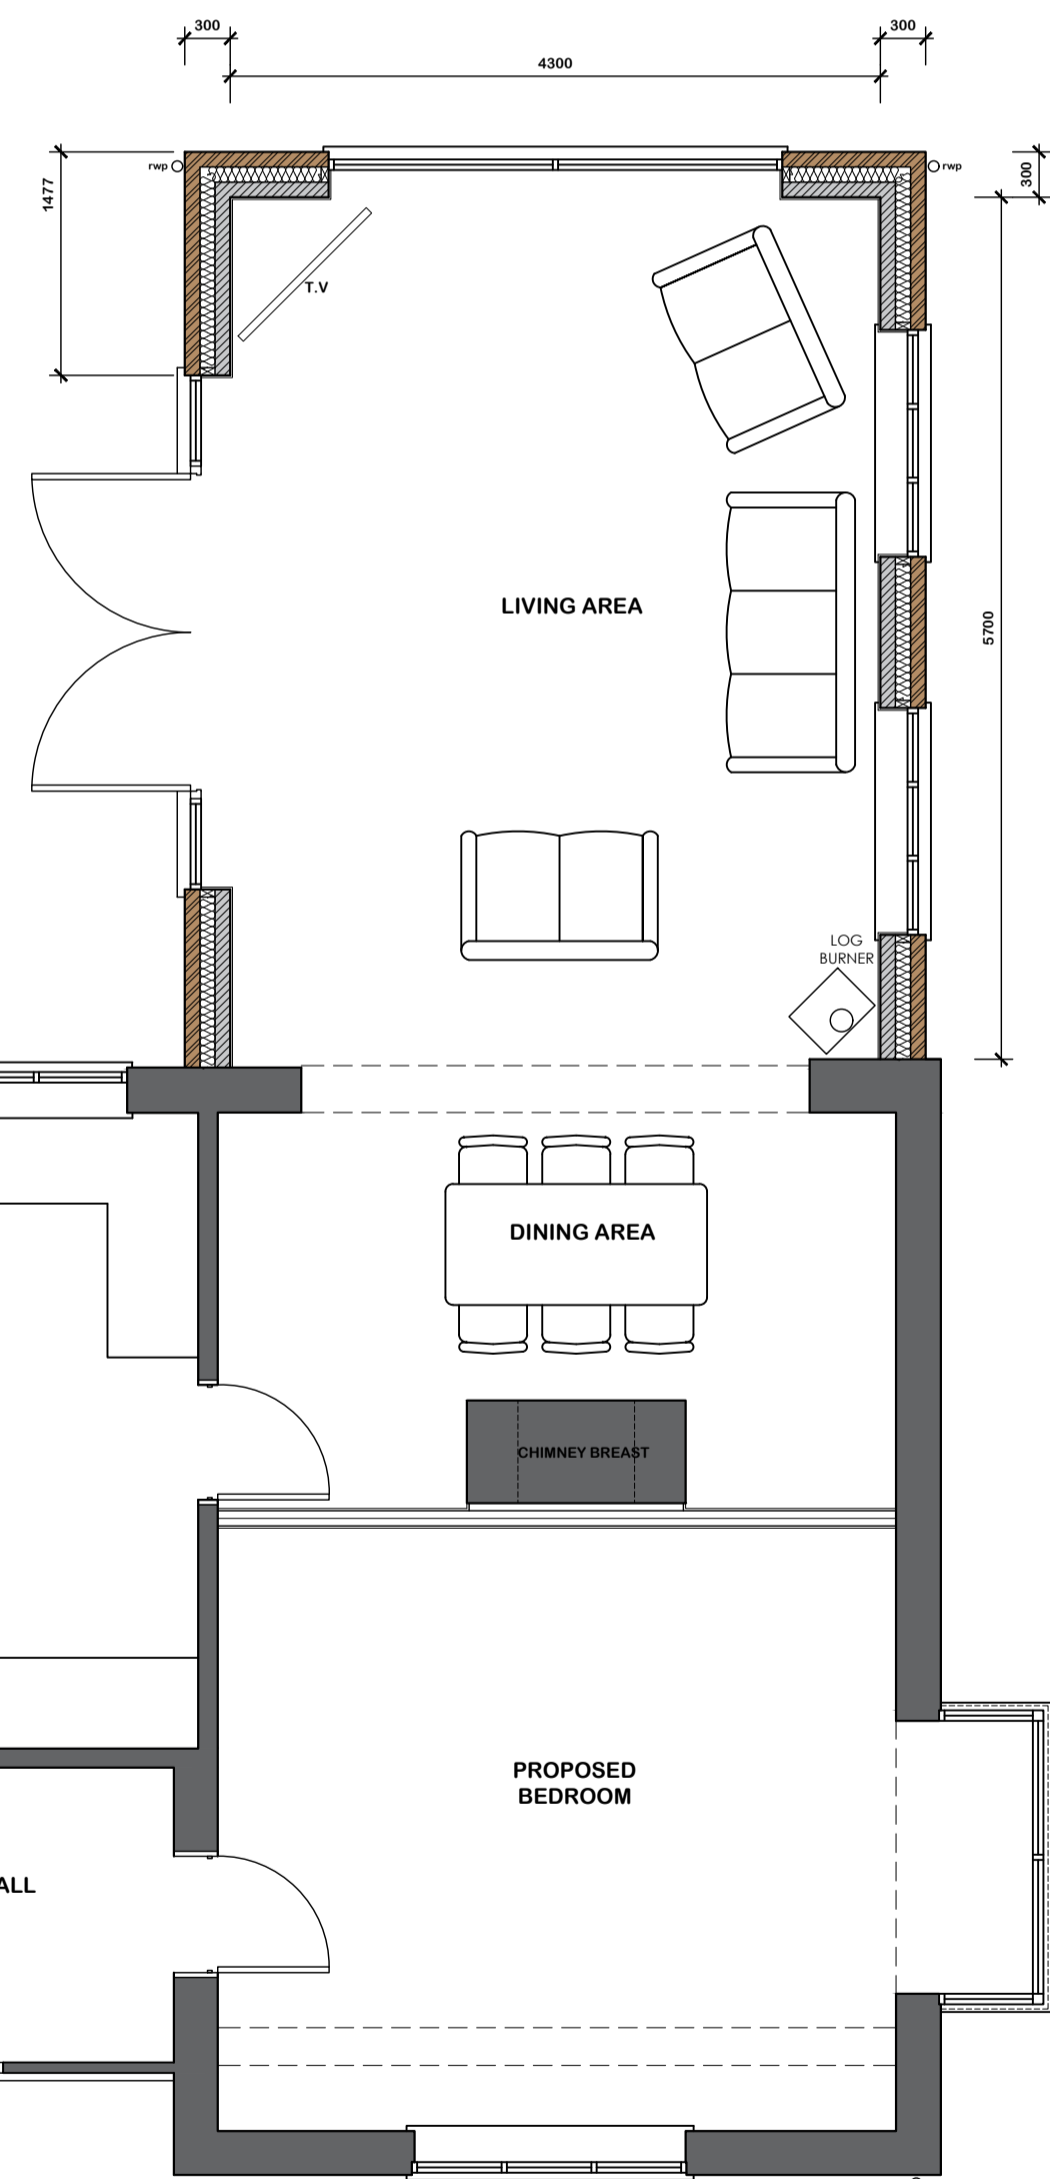 300
300
4300
1477
rwp
rwp
300
T.V
LIVING AREA
5700
LOG
BURNER
DINING AREA
CHIMNEY BREAST
PROPOSED
BEDROOM
ALL